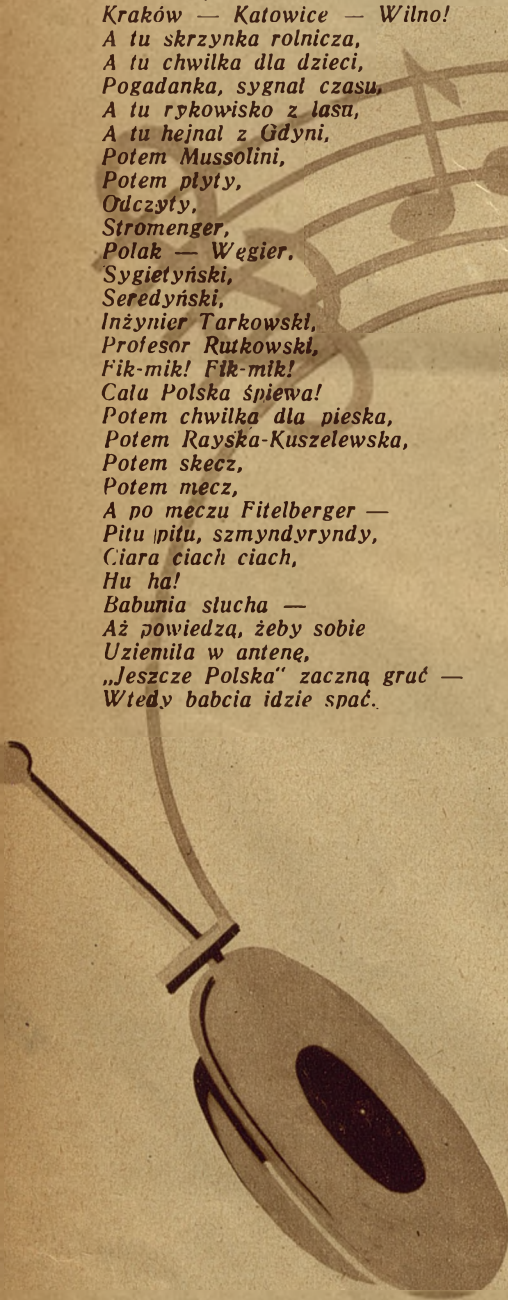 Kraków — Katowice — Wilno!
A tu skrzynka rolnicza,
A tu chwilka dla dzieci,
Pogadanka, sygnał czasu,
A tu rykowisko z lasu,
A tu hejnał z Gdyni,
Potem Mussolini,
Potem płyty,
Odczyty,
Stromenger,
Polak — Węgier,
Sygietyński,
Seredyński,
Inżynier Tarkowski,
Profesor Rutkowski,
Fik-mik! Fik-mik!
Cała Polska śpiewa!
Potem chwilka dla pieska,
Potem Rayska-Kuszelewska,
Potem skecz,
Potem mecz,
A po meczu Fitelberger —
Pitu pitu, szmyndyryndy,
Ciara ciach ciach,
Hu ha!
Babunia słucha —
Aż powiedzą, żeby sobie
Uziemiła w antenę,
„Jeszcze Polska“ zaczną grać —
Wtedy babcia idzie spać.